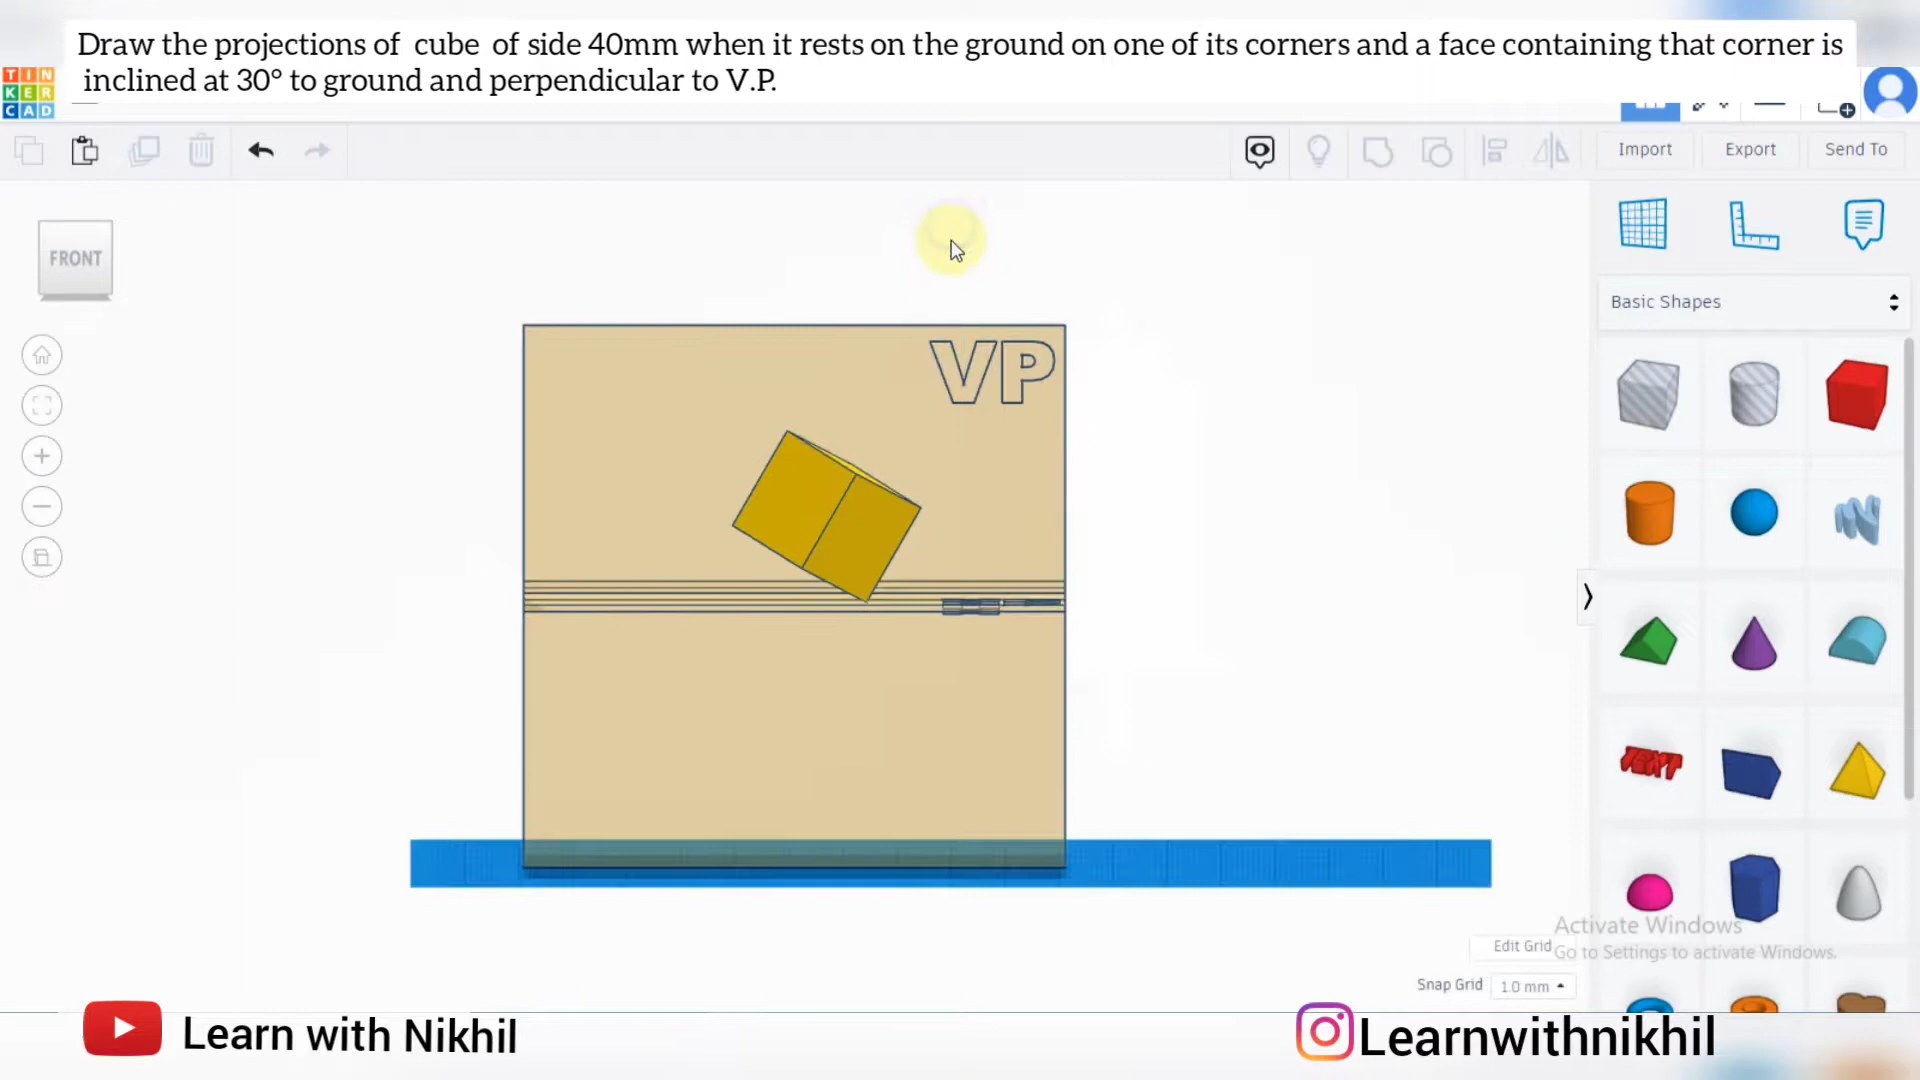 Draw the projections of cube of side 40mm when it rests on the ground on one of its corners and a face containing that corner is
inclined at 30° to ground and perpendicular to V.P.
TIN
KER
CAD
Import
Export
Send To
FRONT
Basic Shapes
VP
TEXT
Activate Windows
Edit Grid
Go to Settings to activate Windows.
Snap Grid
1.0 mm
Learn with Nikhil
Learnwithnikhil